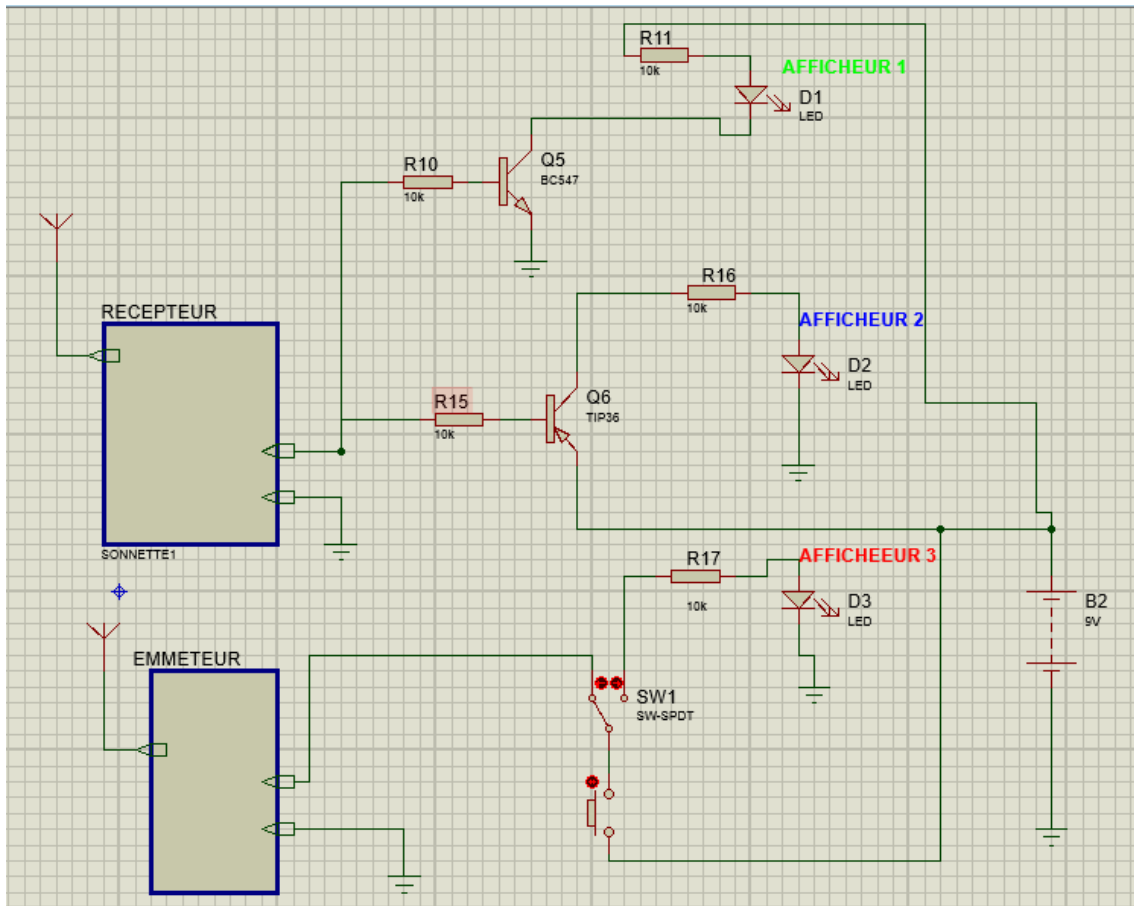 R11
10k
AFFICHEUR 1
D1
LED
R10
10k
Q5
BC547
R16
10k
RECEPTEUR
AFFICHEUR 2
D2
LED
R15
10k
Q6
TIP36
SONNETTE1
R17
10k
AFFICHEEUR 3
D3
LED
B2
9V
EMMETEUR
SW1
SW-SPDT